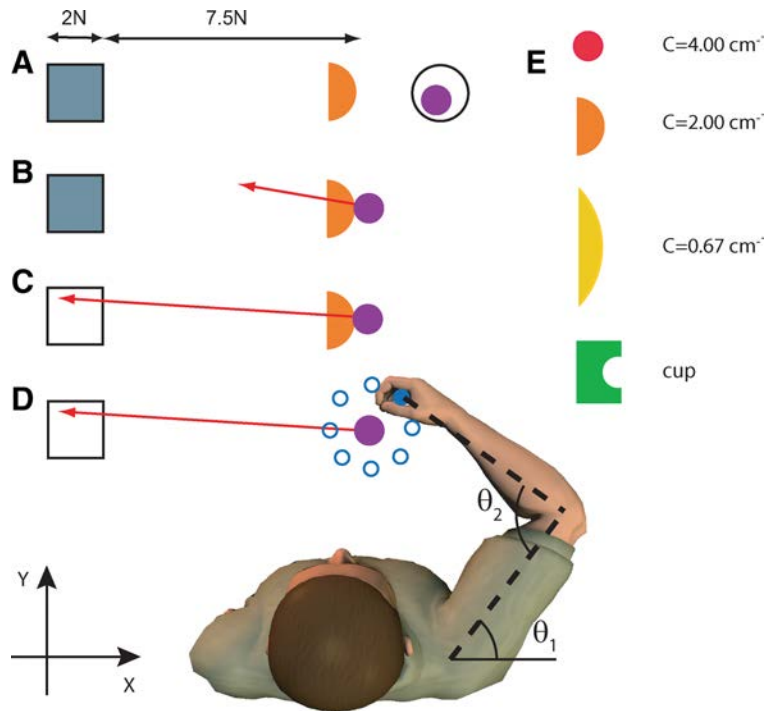 2N 7.5N
A E C=4.00 cm⁻¹
C=2.00 cm⁻¹
B
C=0.67 cm⁻¹
C
cup
D
θ₂
Y
θ₁
X